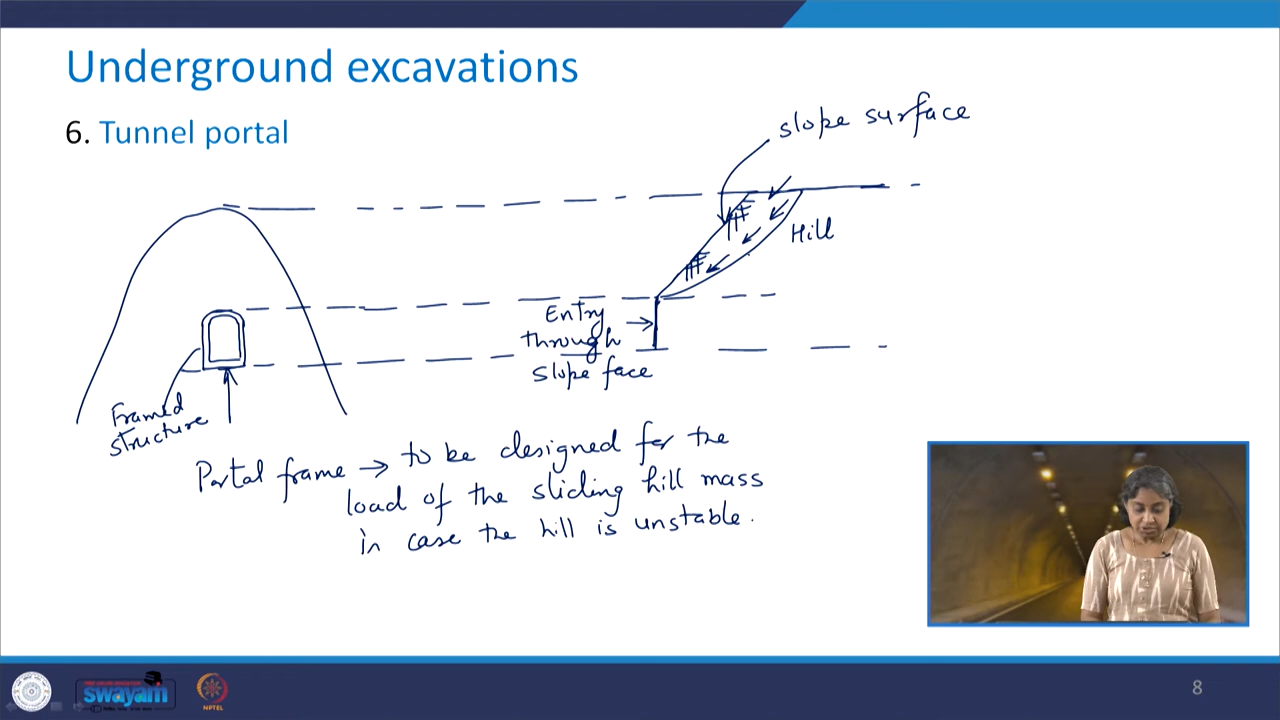 Underground excavations
6. Tunnel portal
slope surface
Hill
Entry
through
slope face
Framed
structure
Portal frame → to be designed for the
load of the sliding hill mass
in case the hill is unstable.
swayam
NPTEL
8